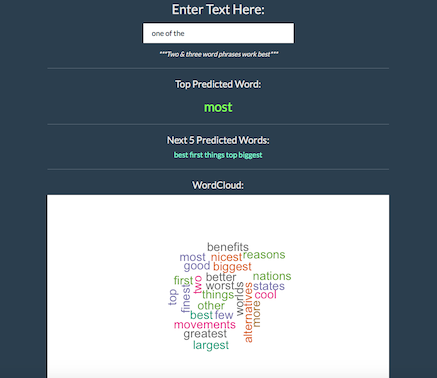 Enter Text Here:
one of the
***Two & three word phrases work best***
Top Predicted Word:
most
Next 5 Predicted Words:
best first things top biggest
WordCloud:
benefits
most nicest reasons
good biggest
first two better nations
worst states
top finest things worlds alternatives more cool
other
best few
movements
greatest
largest